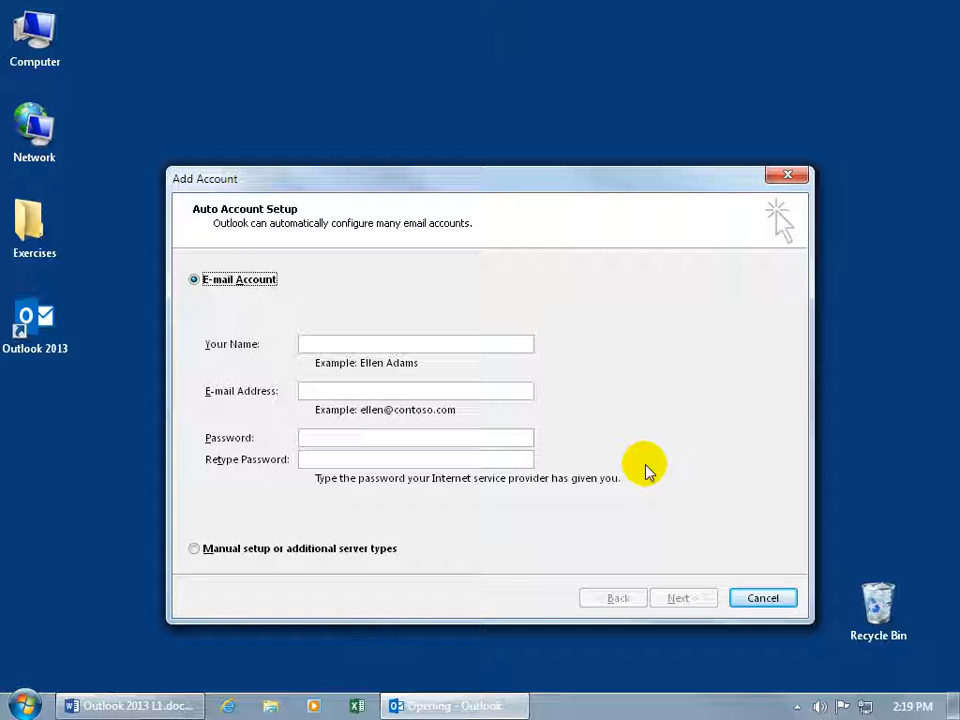 Computer
Network
Exercises
Outlook 2013
Add Account
Auto Account Setup
Outlook can automatically configure many email accounts.
E-mail Account
Your Name:
Example: Ellen Adams
E-mail Address:
Example: ellen@contoso.com
Password:
Retype Password:
Type the password your Internet service provider has given you.
Manual setup or additional server types
< Back
Next >
Cancel
Recycle Bin
Outlook 2013 L1.doc...
Opening - Outlook
2:19 PM